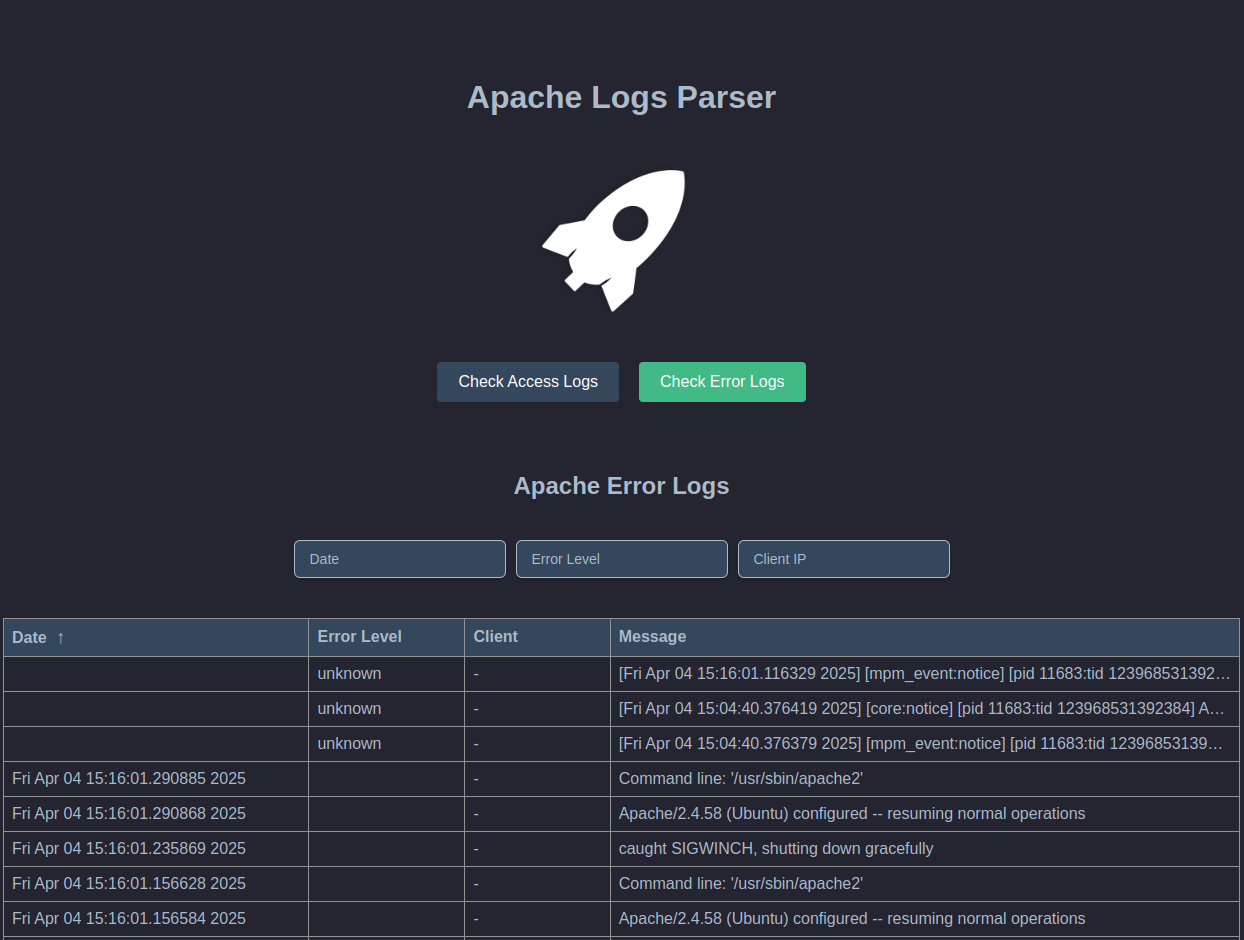 Apache Logs Parser
Check Access Logs Check Error Logs
Apache Error Logs
Date Error Level Client IP
Date ↑ Error Level Client Message
unknown - [Fri Apr 04 15:16:01.116329 2025] [mpm_event:notice] [pid 11683:tid 123968531392…
unknown - [Fri Apr 04 15:04:40.376419 2025] [core:notice] [pid 11683:tid 123968531392384] A…
unknown - [Fri Apr 04 15:04:40.376379 2025] [mpm_event:notice] [pid 11683:tid 12396853139…
Fri Apr 04 15:16:01.290885 2025 - Command line: '/usr/sbin/apache2'
Fri Apr 04 15:16:01.290868 2025 - Apache/2.4.58 (Ubuntu) configured -- resuming normal operations
Fri Apr 04 15:16:01.235869 2025 - caught SIGWINCH, shutting down gracefully
Fri Apr 04 15:16:01.156628 2025 - Command line: '/usr/sbin/apache2'
Fri Apr 04 15:16:01.156584 2025 - Apache/2.4.58 (Ubuntu) configured -- resuming normal operations